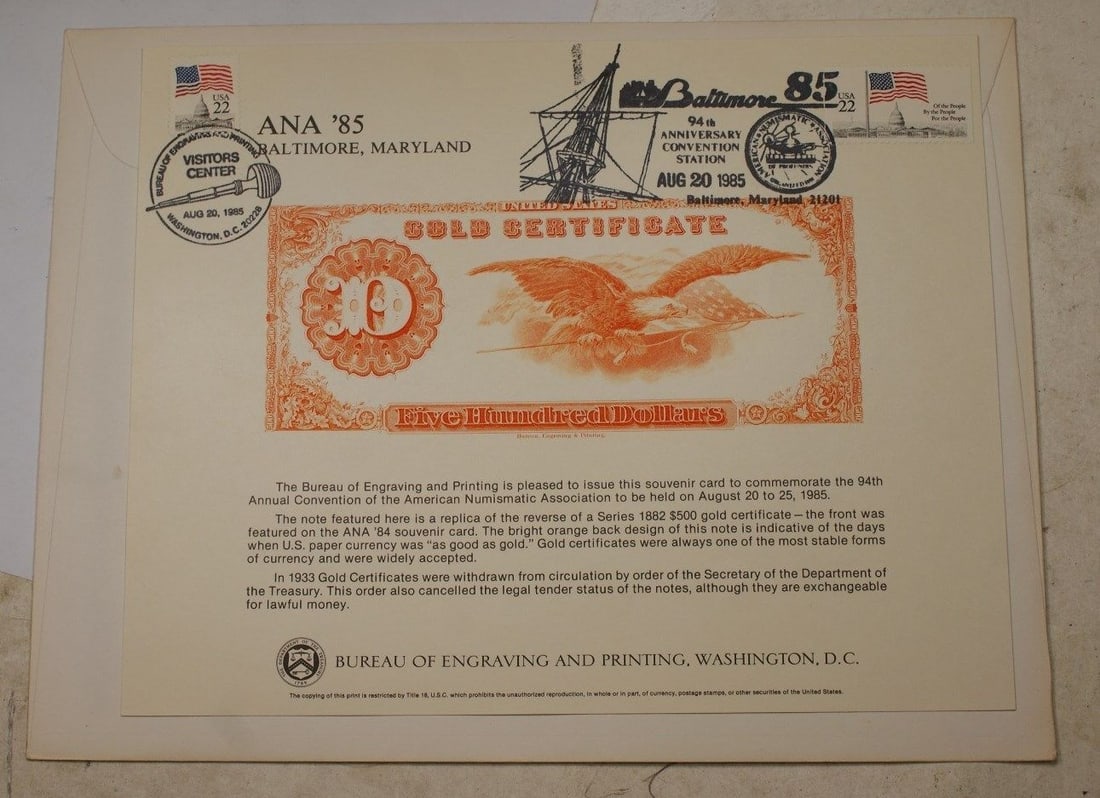 USA
22
ANA '85
BALTIMORE, MARYLAND
BUREAU OF ENGRAVING AND PRINTING
VISITORS
CENTER
AUG 20, 1985
WASHINGTON, D.C. 20228
Baltimore 85
94th
ANNIVERSARY
CONVENTION
STATION
AUG 20 1985
Baltimore, Maryland 21201
AMERICAN NUMISMATIC ASSOCIATION
USA
22
Of the People
By the People
For the People
UNITED STATES
GOLD CERTIFICATE
D
Five Hundred Dollars
Bureau, Engraving & Printing.
The Bureau of Engraving and Printing is pleased to issue this souvenir card to commemorate the 94th
Annual Convention of the American Numismatic Association to be held on August 20 to 25, 1985.
The note featured here is a replica of the reverse of a Series 1882 $500 gold certificate — the front was
featured on the ANA '84 souvenir card. The bright orange back design of this note is indicative of the days
when U.S. paper currency was "as good as gold." Gold certificates were always one of the most stable forms
of currency and were widely accepted.
In 1933 Gold Certificates were withdrawn from circulation by order of the Secretary of the Department of
the Treasury. This order also cancelled the legal tender status of the notes, although they are exchangeable
for lawful money.
THE DEPARTMENT OF THE TREASURY
1789
BUREAU OF ENGRAVING AND PRINTING, WASHINGTON, D.C.
The copying of this print is restricted by Title 18, U.S.C. which prohibits the unauthorized reproduction, in whole or in part, of currency, postage stamps, or other securities of the United States.